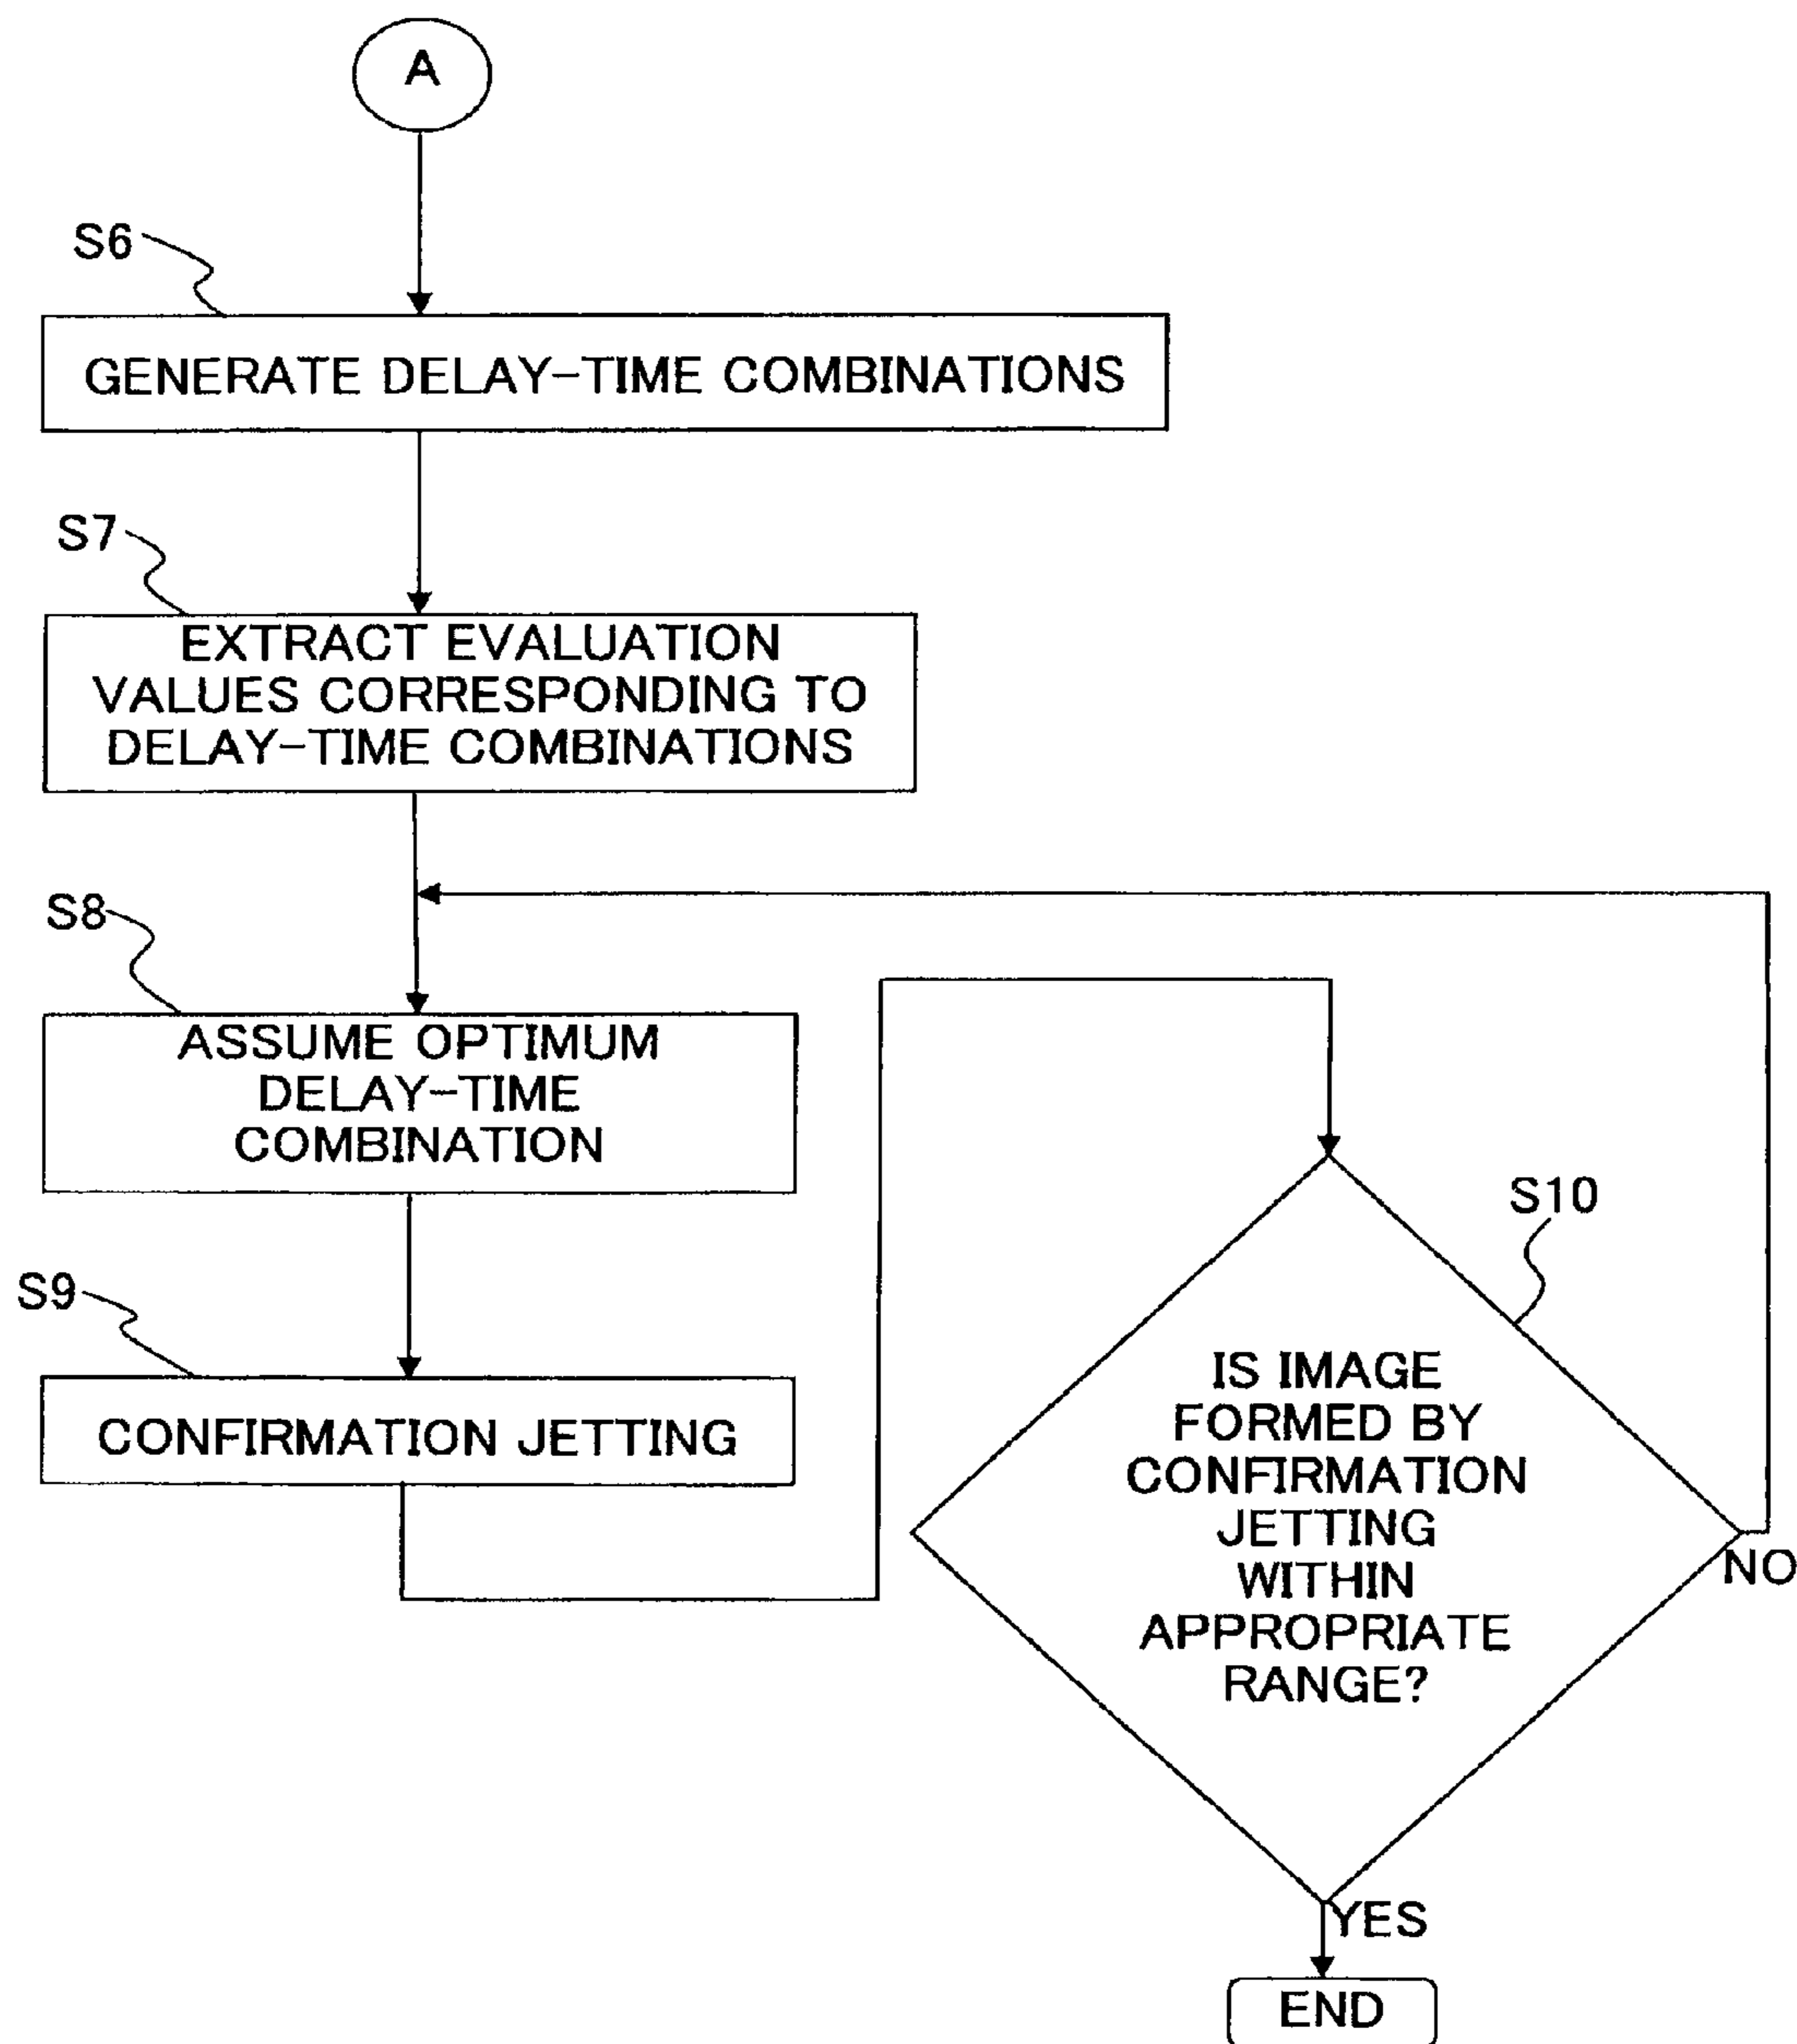 A
S6
GENERATE DELAY-TIME COMBINATIONS
S7
EXTRACT EVALUATION
VALUES CORRESPONDING TO
DELAY-TIME COMBINATIONS
S8
ASSUME OPTIMUM
DELAY-TIME
COMBINATION
S9
CONFIRMATION JETTING
S10
IS IMAGE
FORMED BY
CONFIRMATION
JETTING
WITHIN
APPROPRIATE
RANGE?
NO
YES
END